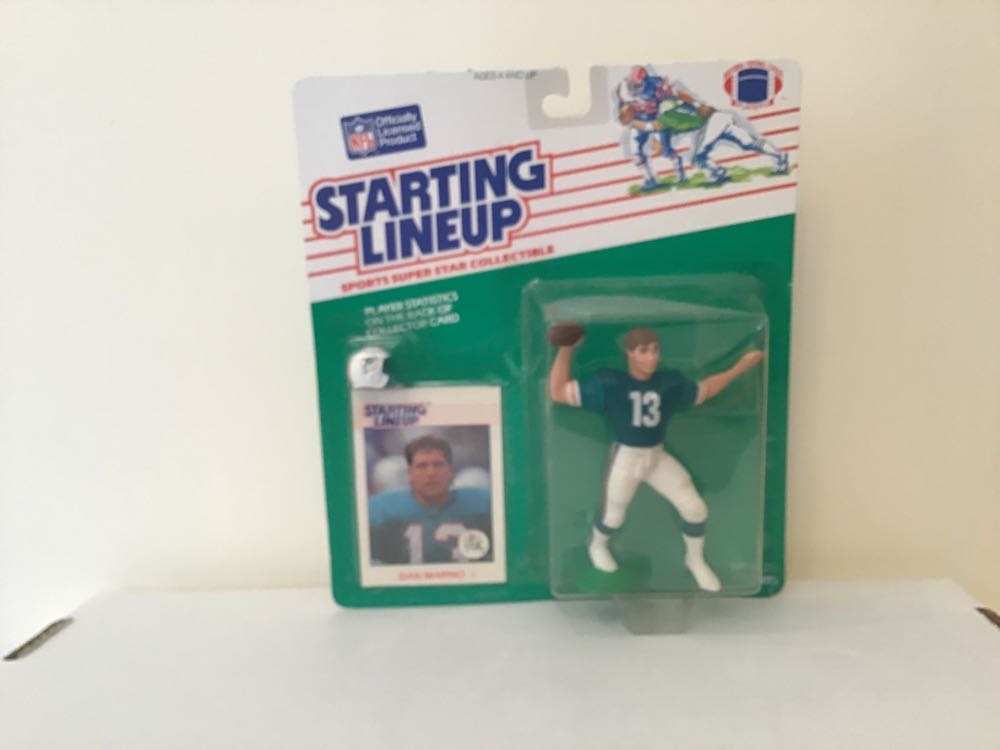 AGES 4 AND UP
NFL
Officially
Licensed
Product
STARTING
LINEUP
SPORTS SUPER STAR COLLECTIBLE
PLAYER STATISTICS
ON THE BACK OF
COLLECTOR CARD
STARTING
LINEUP
13
13
DAN MARINO